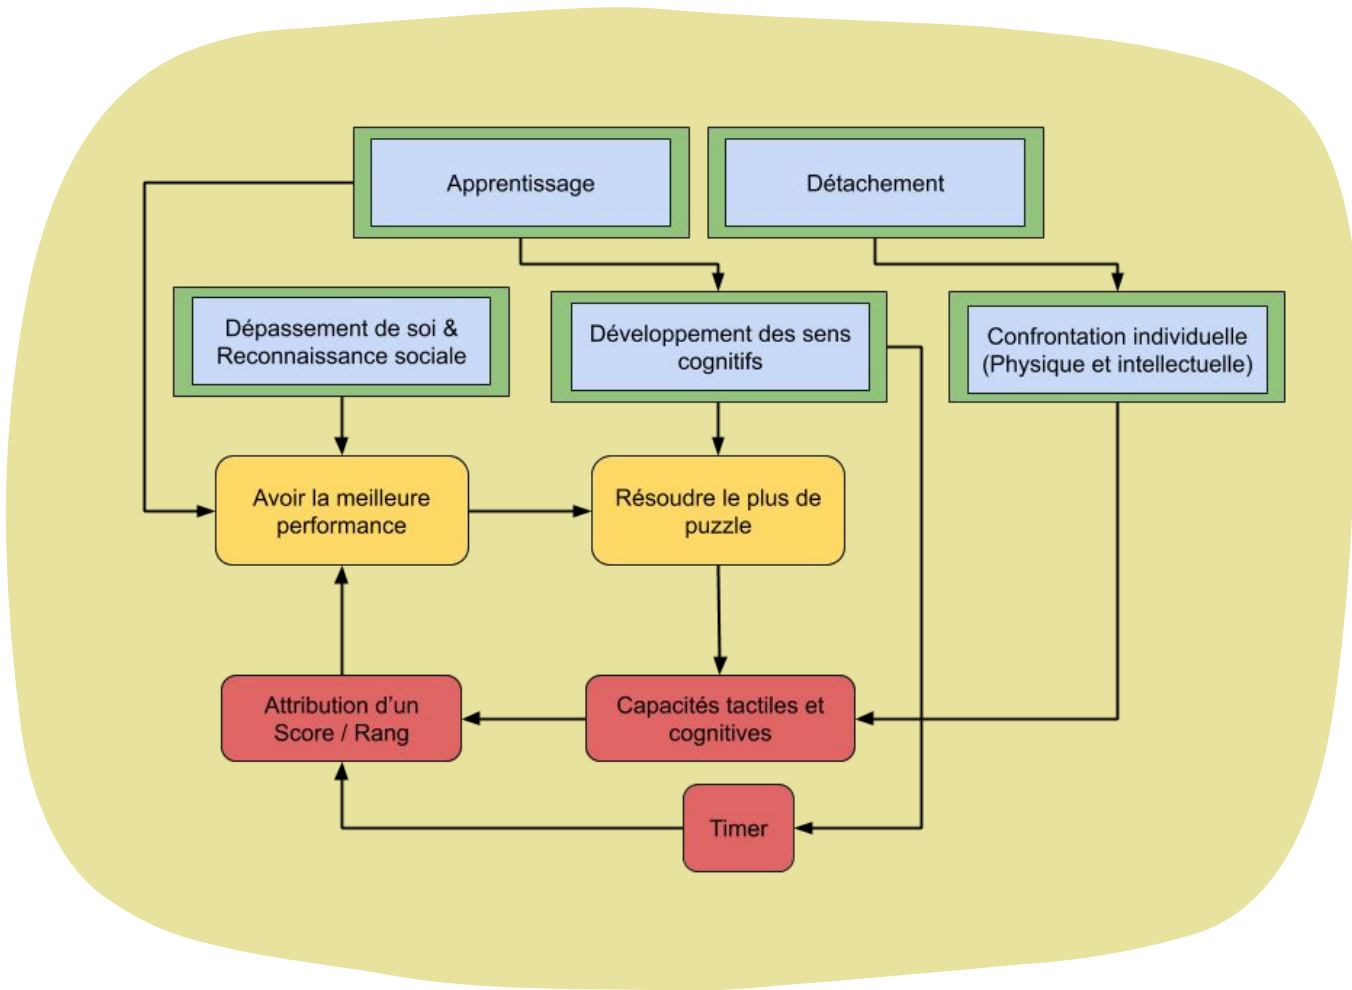 Apprentissage
Détachement
Dépassement de soi &
Reconnaissance sociale
Développement des sens
cognitifs
Confrontation individuelle
(Physique et intellectuelle)
Avoir la meilleure
performance
Résoudre le plus de
puzzle
Attribution d’un
Score / Rang
Capacités tactiles et
cognitives
Timer